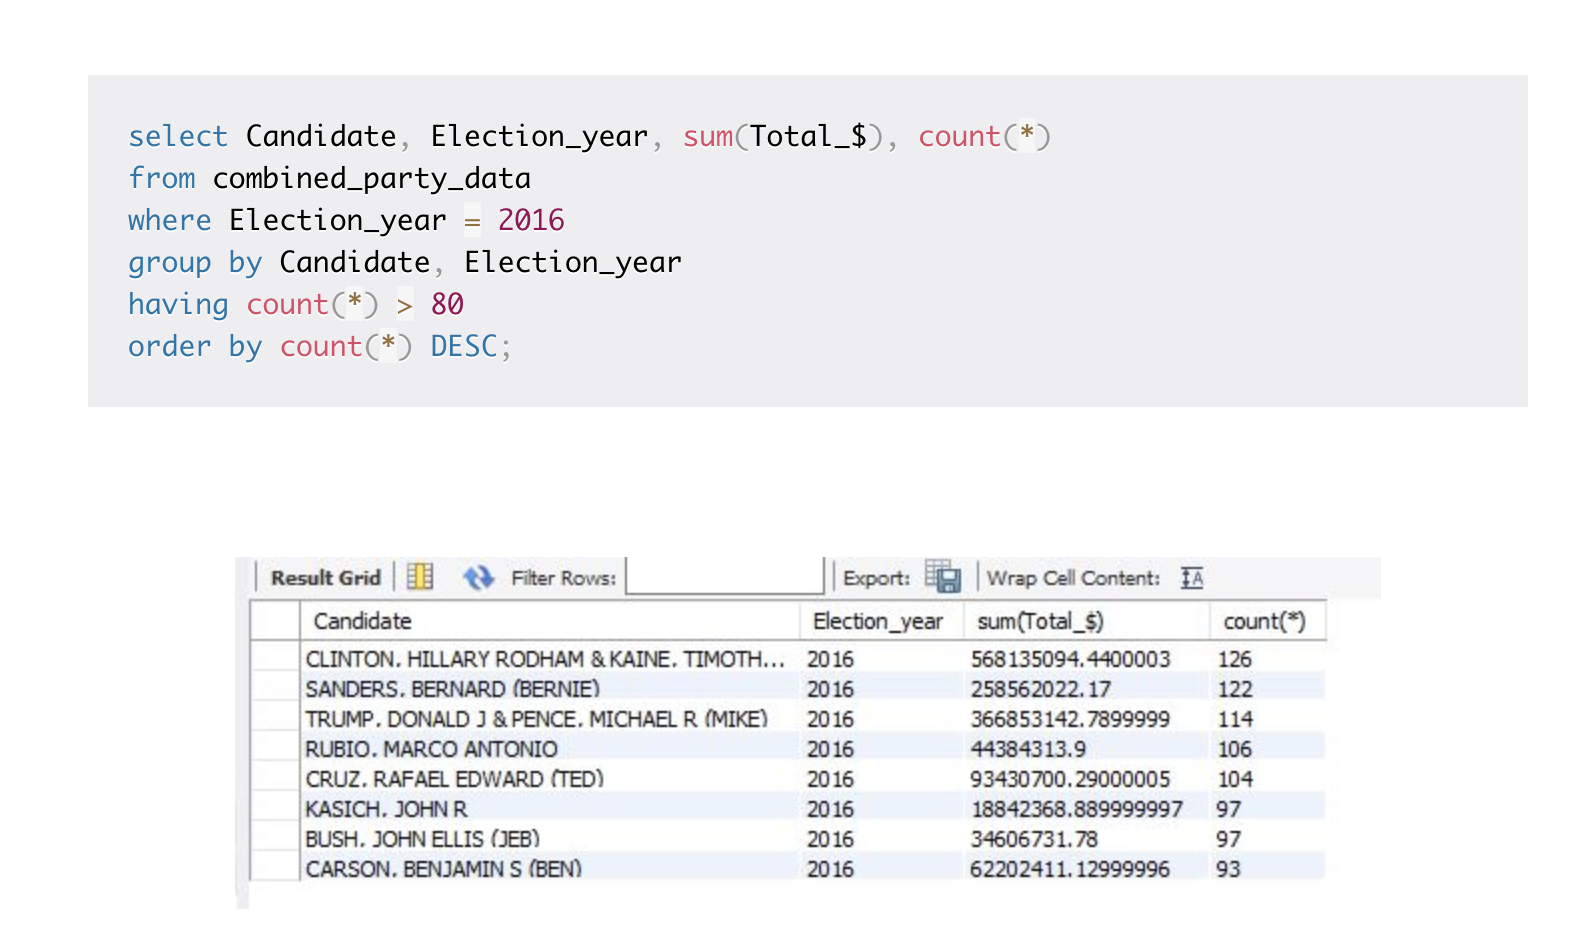 select Candidate, Election_year, sum(Total_$), count(*)
from combined_party_data
where Election_year = 2016
group by Candidate, Election_year
having count(*) > 80
order by count(*) DESC;
Result Grid Filter Rows: Export: Wrap Cell Content: IA
Candidate Election_year sum(Total_$) count(*)
CLINTON, HILLARY RODHAM & KAINE, TIMOTH... 2016 568135094.4400003 126
SANDERS, BERNARD (BERNIE) 2016 258562022.17 122
TRUMP, DONALD J & PENCE, MICHAEL R (MIKE) 2016 366853142.7899999 114
RUBIO, MARCO ANTONIO 2016 44384313.9 106
CRUZ, RAFAEL EDWARD (TED) 2016 93430700.29000005 104
KASICH, JOHN R 2016 18842368.889999997 97
BUSH, JOHN ELLIS (JEB) 2016 34606731.78 97
CARSON, BENJAMIN S (BEN) 2016 62202411.12999996 93